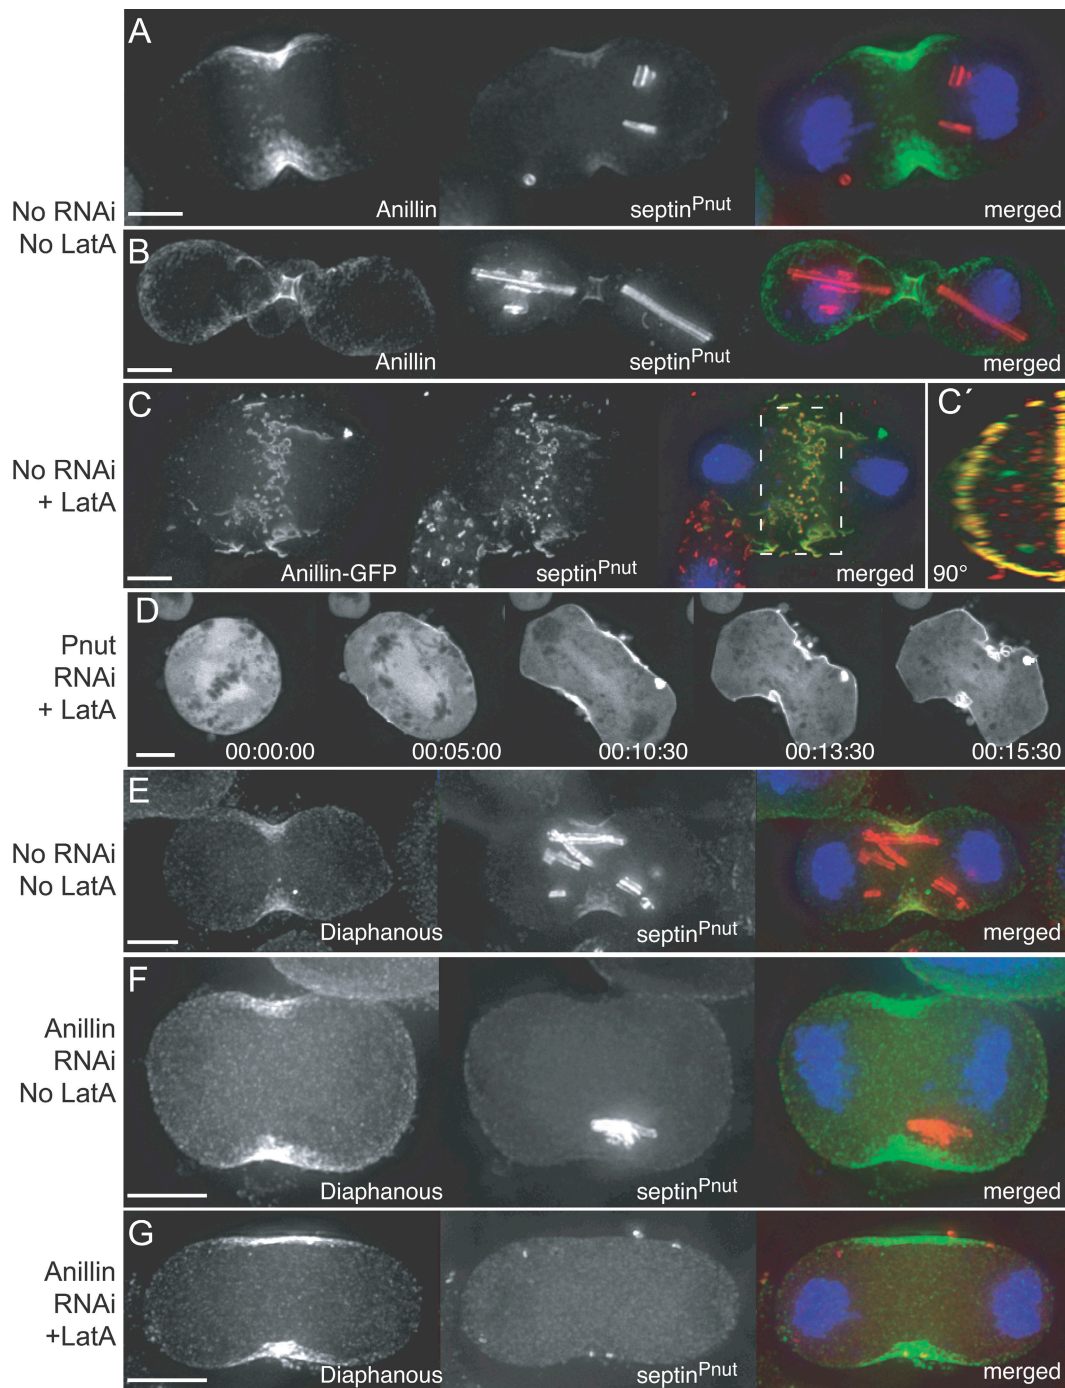 A
No RNAi
No LatA
Anillin
septinPnut
merged
B
Anillin
septinPnut
merged
C
C´
No RNAi
+ LatA
Anillin-GFP
septinPnut
merged
90°
D
Pnut
RNAi
+ LatA
00:00:00
00:05:00
00:10:30
00:13:30
00:15:30
E
No RNAi
No LatA
Diaphanous
septinPnut
merged
F
Anillin
RNAi
No LatA
Diaphanous
septinPnut
merged
G
Anillin
RNAi
+LatA
Diaphanous
septinPnut
merged